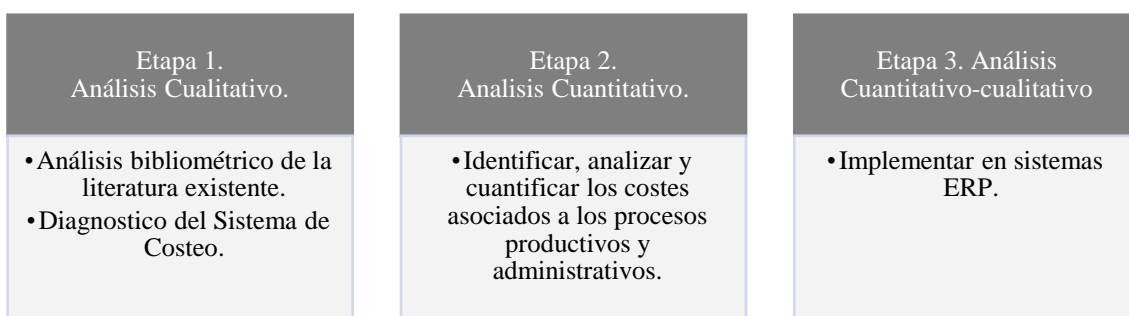 Etapa 1.
Análisis Cualitativo.
•Análisis bibliométrico de la
literatura existente.
•Diagnostico del Sistema de
Costeo.
Etapa 2.
Analisis Cuantitativo.
•Identificar, analizar y
cuantificar los costes
asociados a los procesos
productivos y
administrativos.
Etapa 3. Análisis
Cuantitativo-cualitativo
•Implementar en sistemas
ERP.